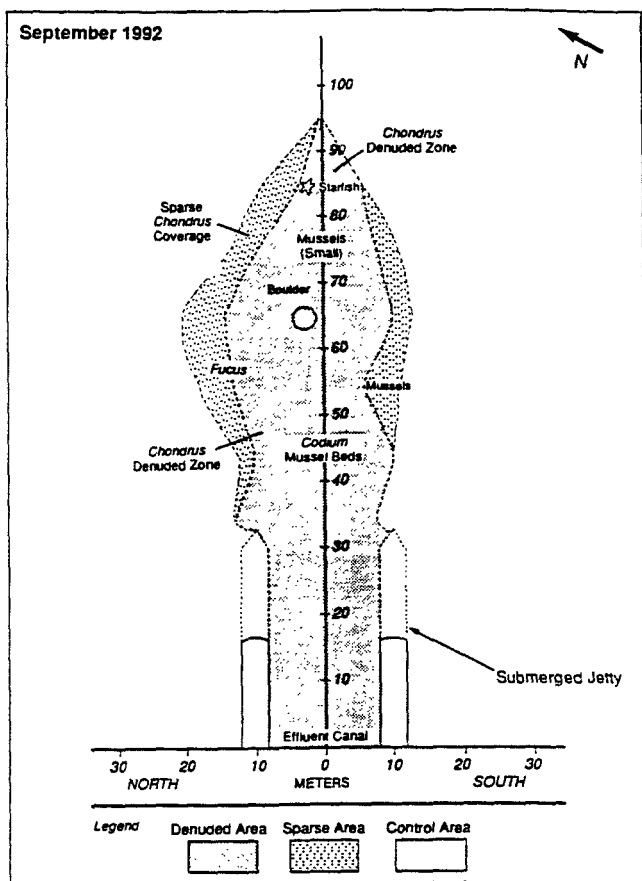 September 1992
N
100
Chondrus
Denuded Zone
90
Starfish
Sparse
Chondrus
Coverage
80
Mussels
(Small)
70
Boulder
60
Fucus
Mussels
50
Chondrus
Denuded Zone
Codium
Mussel Beds
40
30
20
Submerged Jetty
10
Effluent Canal
30 20 10 0 10 20 30
NORTH METERS SOUTH
Legend Denuded Area Sparse Area Control Area